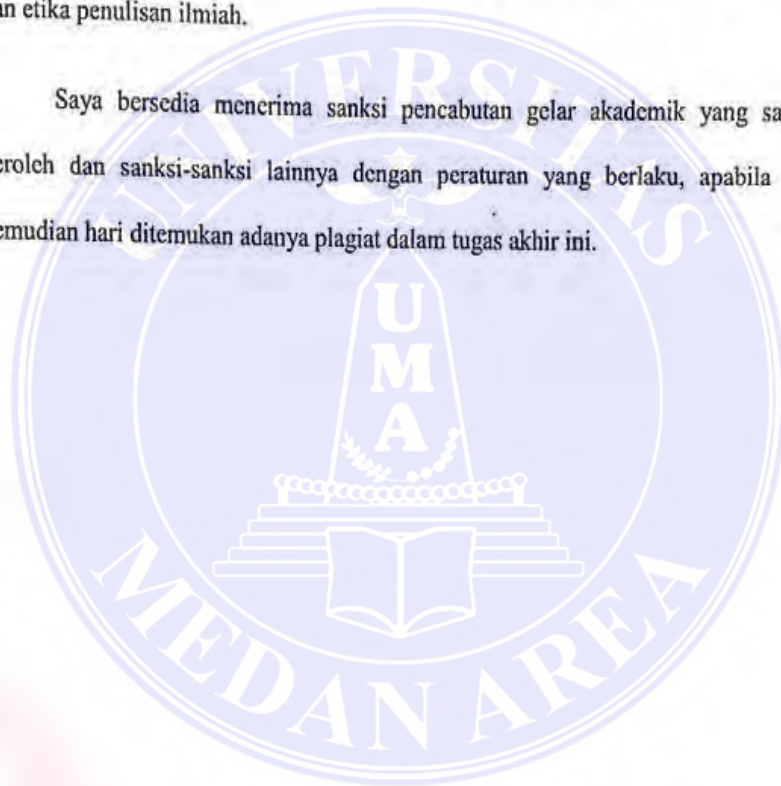 an etika penulisan ilmiah.
Saya bersedia menerima sanksi pencabutan gelar akademik yang sa
eroleh dan sanksi-sanksi lainnya dengan peraturan yang berlaku, apabila
emudian hari ditemukan adanya plagiat dalam tugas akhir ini.
UNIVERSITAS
U
M
A
MEDAN AREA